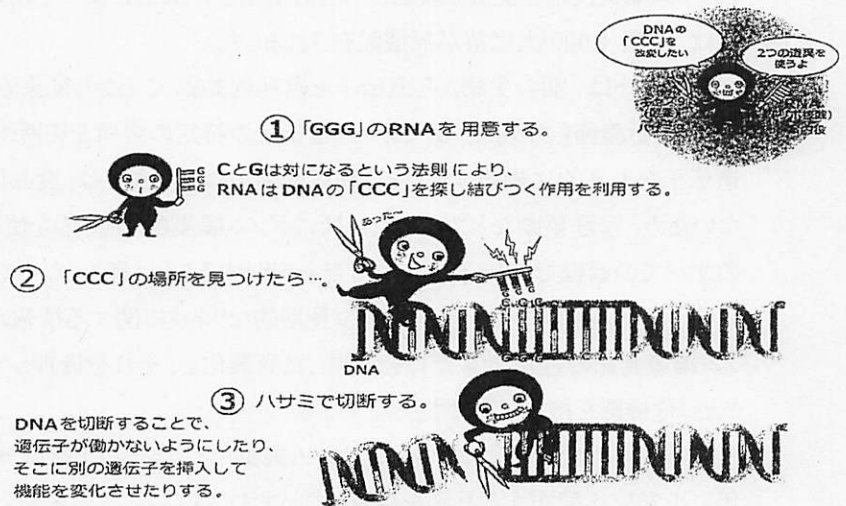 DNAの
「CCC」を
改変したい
2つの道具を
使うよ
① 「GGG」のRNAを用意する。
CとGは対になるという法則により、
RNAはDNAの「CCC」を探し結びつく作用を利用する。
② 「CCC」の場所を見つけたら…
G G G
DNA
③ ハサミで切断する。
DNAを切断することで、
遺伝子が働かないようにしたり、
そこに別の遺伝子を挿入して
機能を変化させたりする。